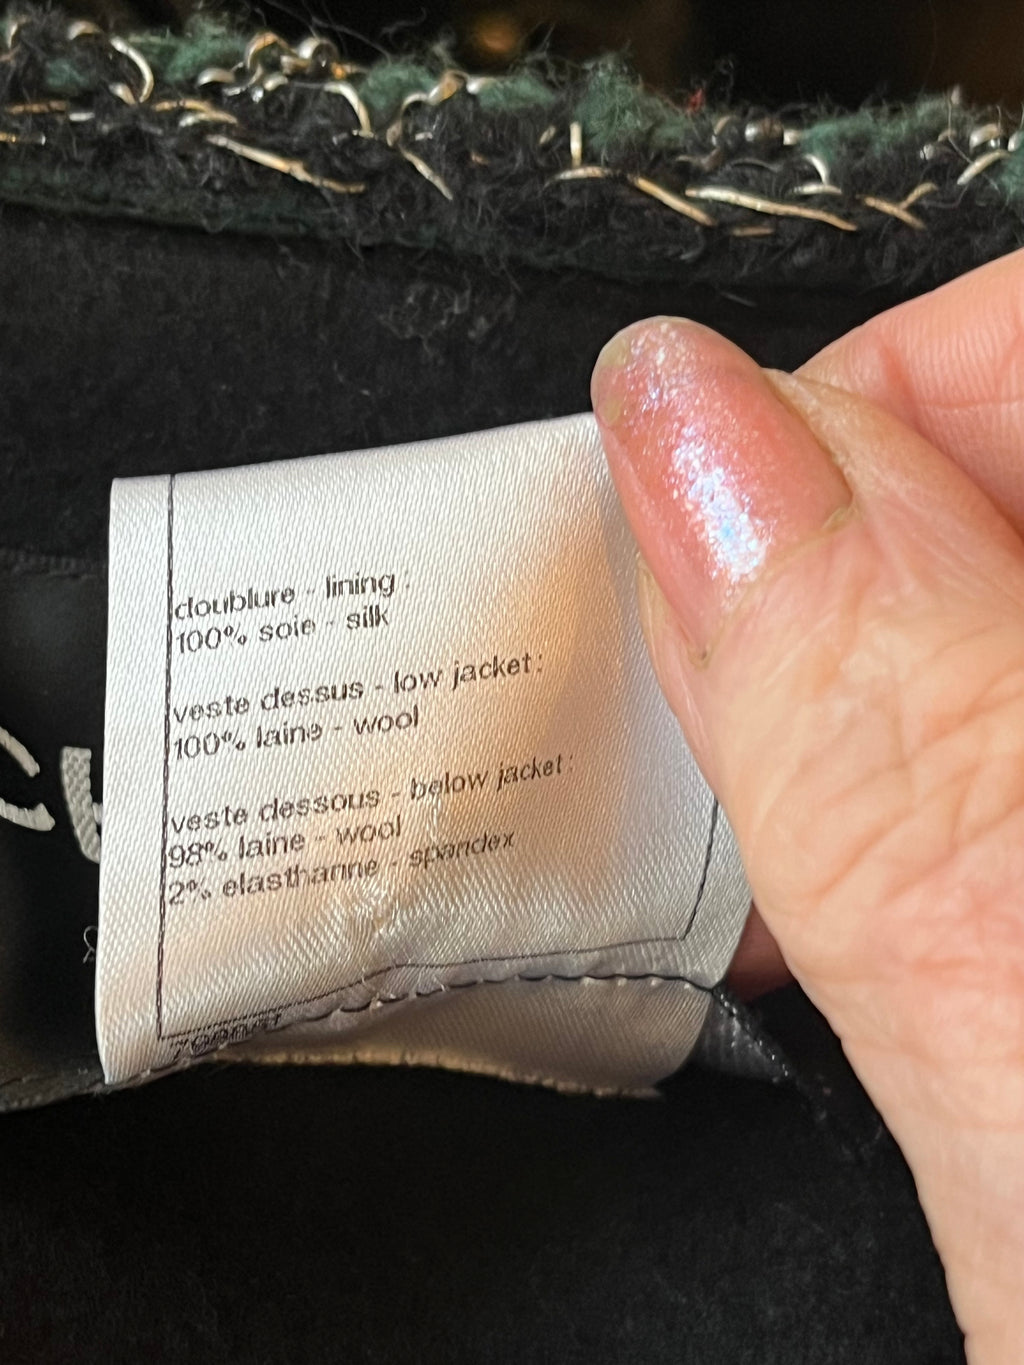 doublure - lining :
100% soie - silk
veste dessus - low jacket :
100% laine - wool
veste dessous - below jacket :
98% laine - wool
2% elasthanne - spandex